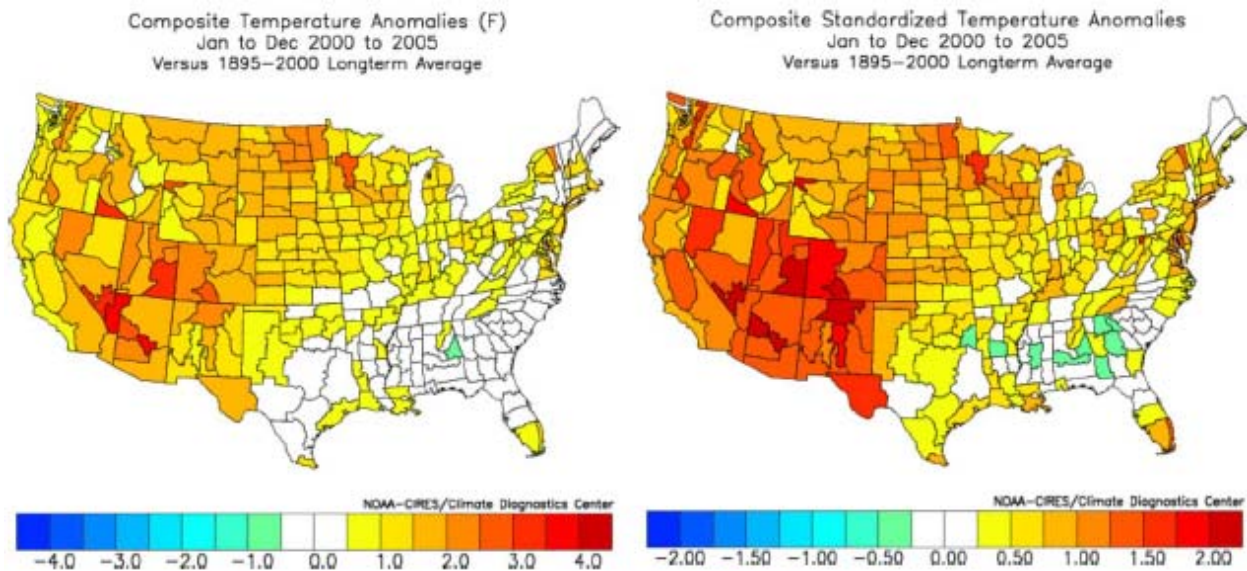 Composite Temperature Anomalies (F)
Jan to Dec 2000 to 2005
Versus 1895-2000 Longterm Average
NOAA-CIRES/Climate Diagnostics Center
-4.0 -3.0 -2.0 -1.0 0.0 1.0 2.0 3.0 4.0
Composite Standardized Temperature Anomalies
Jan to Dec 2000 to 2005
Versus 1895-2000 Longterm Average
NOAA-CIRES/Climate Diagnostics Center
-2.00 -1.50 -1.00 -0.50 0.00 0.50 1.00 1.50 2.00